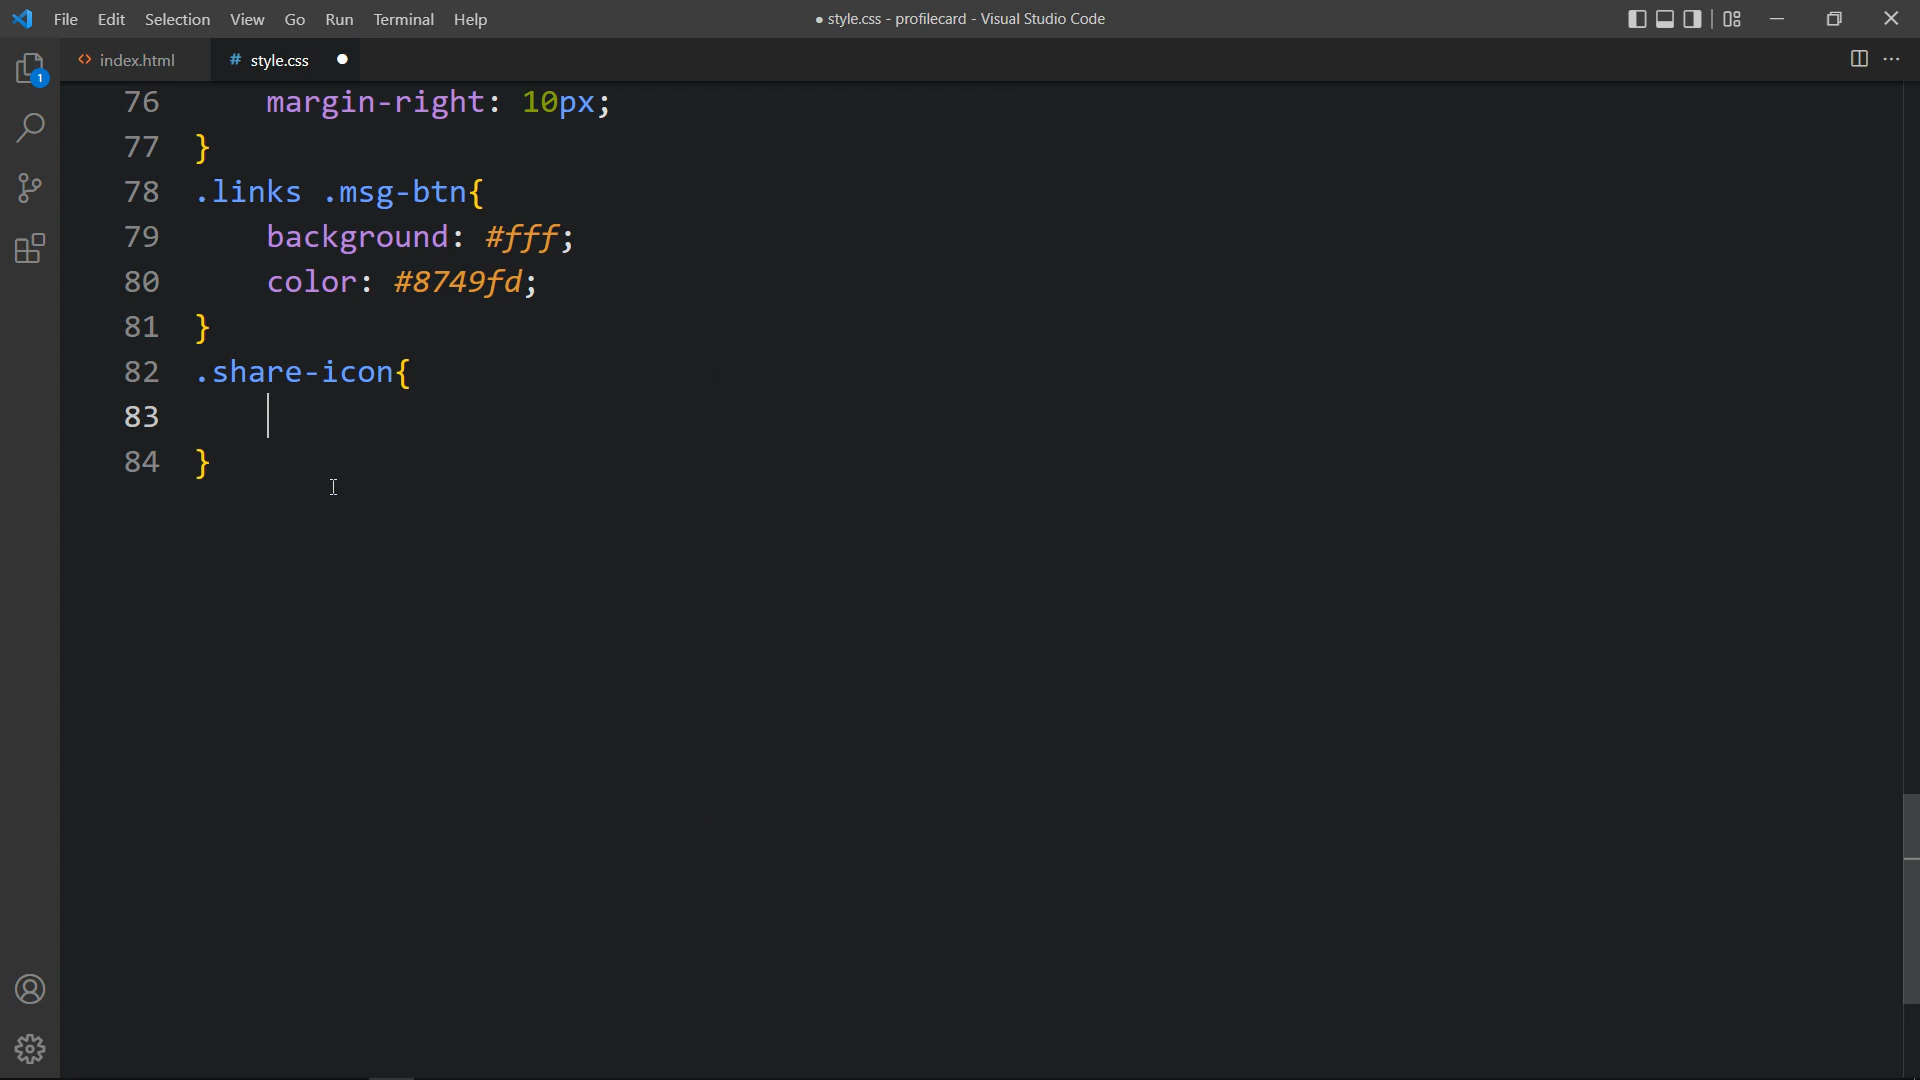 File Edit Selection View Go Run Terminal Help
● style.css - profilecard - Visual Studio Code
<> index.html
# style.css ●
1
76 margin-right: 10px;
77 }
78 .links .msg-btn{
79 background: #fff;
80 color: #8749fd;
81 }
82 .share-icon{
83
84 }